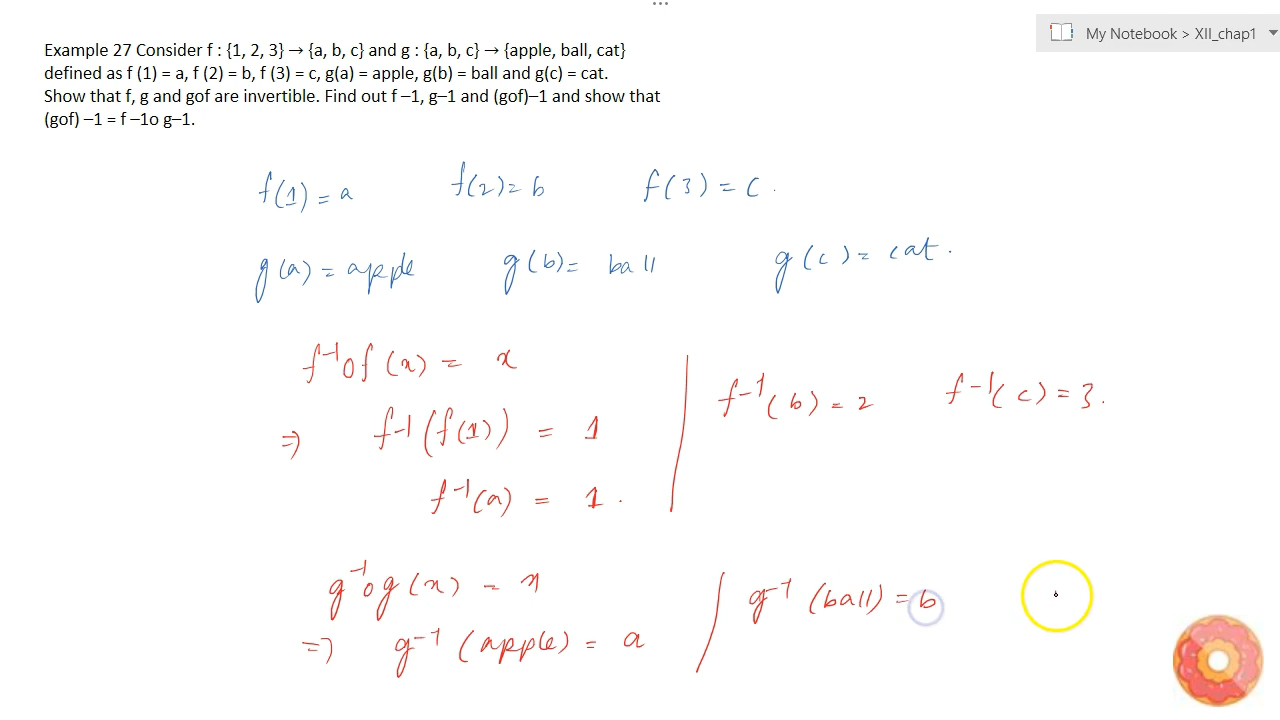 My Notebook > XII_chap1
Example 27 Consider f : {1, 2, 3} → {a, b, c} and g : {a, b, c} → {apple, ball, cat}
defined as f (1) = a, f (2) = b, f (3) = c, g(a) = apple, g(b) = ball and g(c) = cat.
Show that f, g and gof are invertible. Find out f –1, g–1 and (gof)–1 and show that
(gof) –1 = f –1o g–1.
f(1) = a f(2) = b f(3) = c.
g(a) = apple g(b) = ball g(c) = cat.
f⁻¹of(x) = x
⇒ f⁻¹(f(1)) = 1
f⁻¹(a) = 1.
f⁻¹(b) = 2 f⁻¹(c) = 3.
g⁻¹og(x) = x
⇒ g⁻¹(apple) = a
g⁻¹(ball) = b